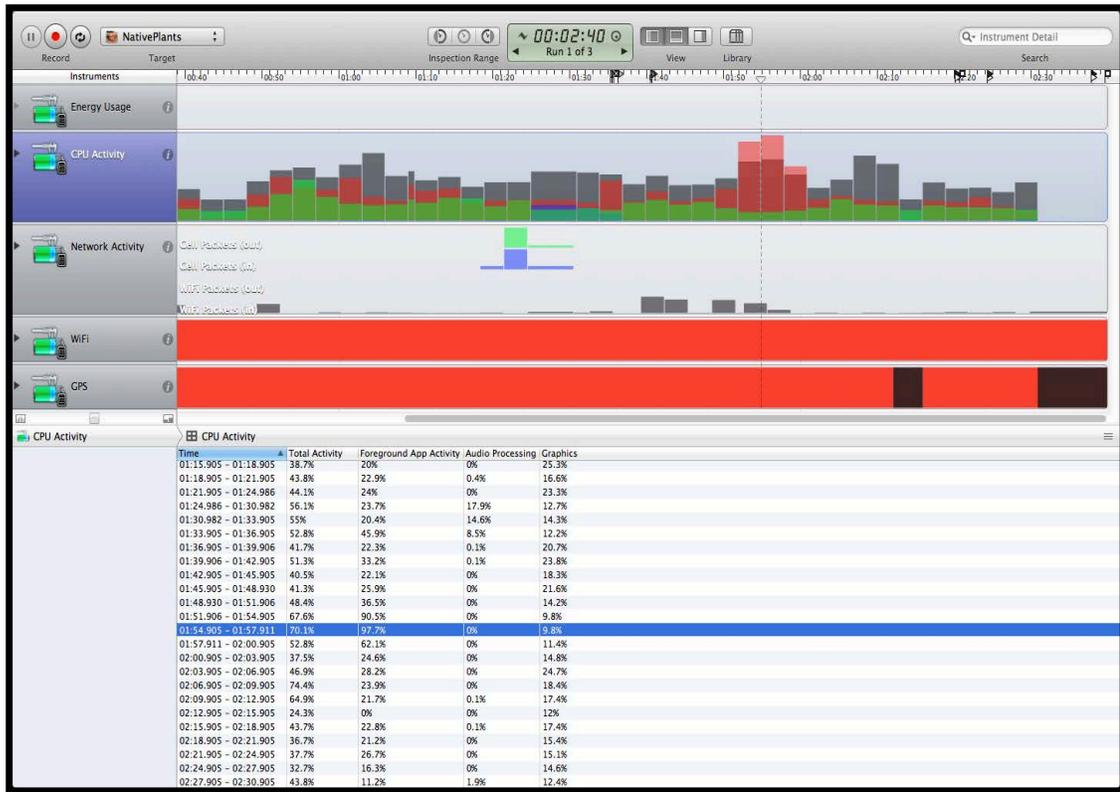 NativePlants
00:02:40
Run 1 of 3
Instrument Detail
Record Target Inspection Range View Library Search
Instruments 00:40 00:50 01:00 01:20 01:30 01:50 02:00 02:10 02:30
Energy Usage
CPU Activity
Network Activity
Cell Packets (out)
Cell Packets (in)
WiFi Packets (out)
WiFi Packets (in)
WiFi
GPS
CPU Activity CPU Activity
Time Total Activity Foreground App Activity Audio Processing Graphics
01:15.905 - 01:18.905 38.7% 20% 0% 25.3%
01:18.905 - 01:21.905 43.8% 22.9% 0.4% 16.6%
01:21.905 - 01:24.986 44.1% 24% 0% 23.3%
01:24.986 - 01:30.982 56.1% 23.7% 17.9% 12.7%
01:30.982 - 01:33.905 55% 20.4% 14.6% 14.3%
01:33.905 - 01:36.905 52.8% 45.9% 8.5% 12.2%
01:36.905 - 01:39.906 41.7% 22.3% 0.1% 20.7%
01:39.906 - 01:42.905 51.3% 33.2% 0.1% 23.8%
01:42.905 - 01:45.905 40.5% 22.1% 0% 18.3%
01:45.905 - 01:48.930 41.3% 25.9% 0% 21.6%
01:48.930 - 01:51.906 48.4% 36.5% 0% 14.2%
01:51.906 - 01:54.905 67.6% 90.5% 0% 9.8%
01:54.905 - 01:57.911 70.1% 97.7% 0% 9.8%
01:57.911 - 02:00.905 52.8% 62.1% 0% 11.4%
02:00.905 - 02:03.905 37.5% 24.6% 0% 14.8%
02:03.905 - 02:06.905 46.9% 28.2% 0% 24.7%
02:06.905 - 02:09.905 74.4% 23.9% 0% 18.4%
02:09.905 - 02:12.905 64.9% 21.7% 0.1% 17.4%
02:12.905 - 02:15.905 24.3% 0% 0% 12%
02:15.905 - 02:18.905 43.7% 22.8% 0.1% 17.4%
02:18.905 - 02:21.905 36.7% 21.2% 0% 15.4%
02:21.905 - 02:24.905 37.7% 26.7% 0% 15.1%
02:24.905 - 02:27.905 32.7% 16.3% 0% 14.6%
02:27.905 - 02:30.905 43.8% 11.2% 1.9% 12.4%